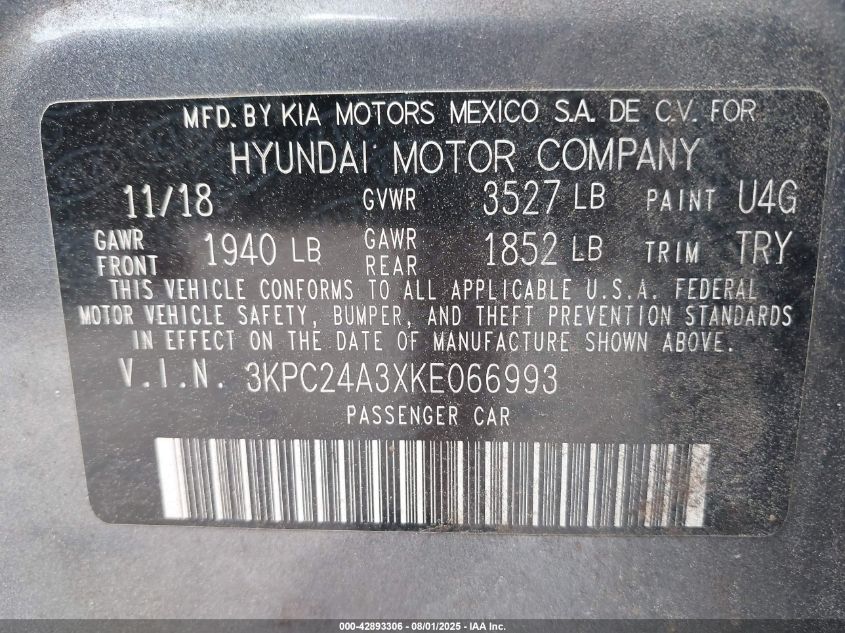 MFD. BY KIA MOTORS MEXICO S.A. DE C.V. FOR
HYUNDAI MOTOR COMPANY
11/18 GVWR 3527 LB PAINT U4G
GAWR FRONT 1940 LB GAWR REAR 1852 LB TRIM TRY
THIS VEHICLE CONFORMS TO ALL APPLICABLE U.S.A. FEDERAL
MOTOR VEHICLE SAFETY, BUMPER, AND THEFT PREVENTION STANDARDS
IN EFFECT ON THE DATE OF MANUFACTURE SHOWN ABOVE.
V.I.N. 3KPC24A3XKE066993
PASSENGER CAR
000-42893306 - 08/01/2025 - IAA Inc.